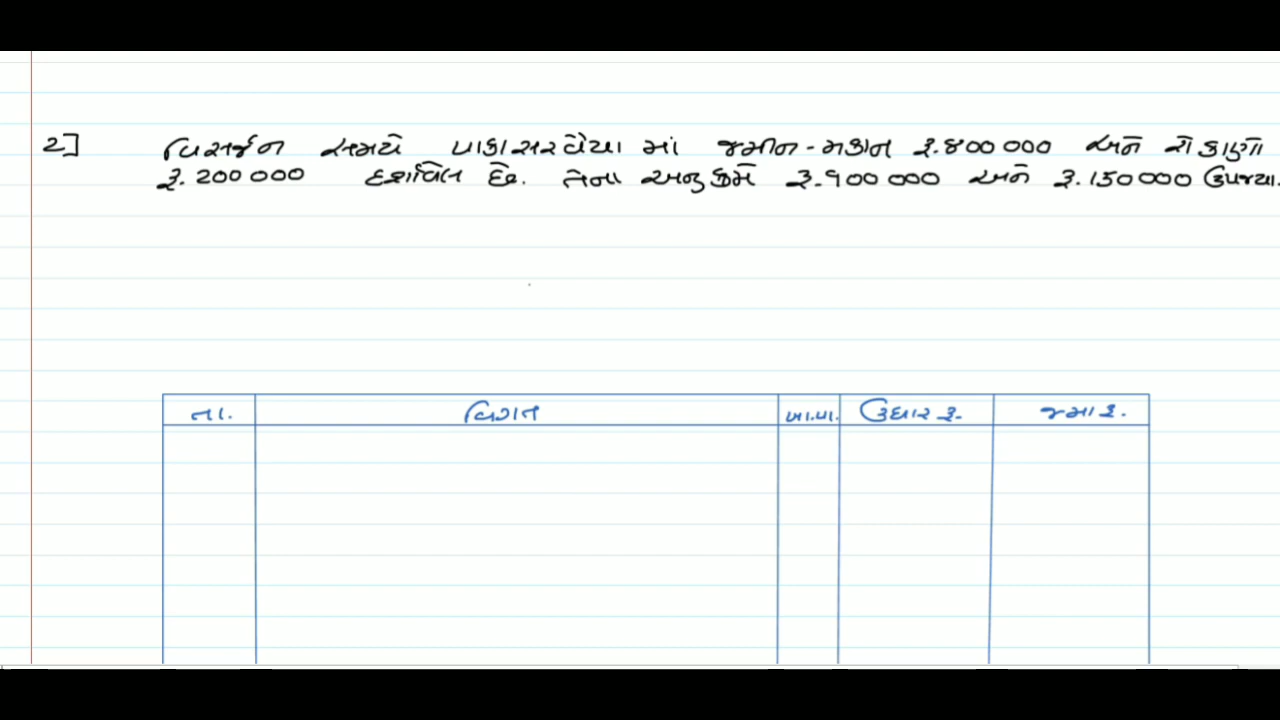 2] વિસર્જન સમયે પાકા સરવૈયા માં જમીન-મકાન રૂ.800000 અને રોકાણો
રૂ.200000 દર્શાવેલ છે. તેના અનુક્રમે રૂ.900000 અને રૂ.150000 ઉપજ્યા.
તા. વિગત ખા.પા. ઉધાર રૂ. જમા રૂ.